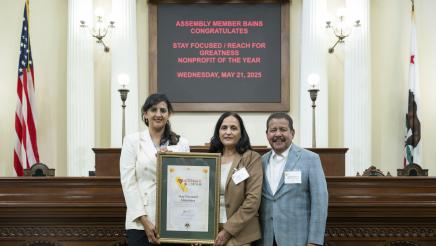 ASSEMBLY MEMBER BAINS
CONGRATULATES
STAY FOCUSED / REACH FOR
GREATNESS
NONPROFIT OF THE YEAR
WEDNESDAY, MAY 21, 2025